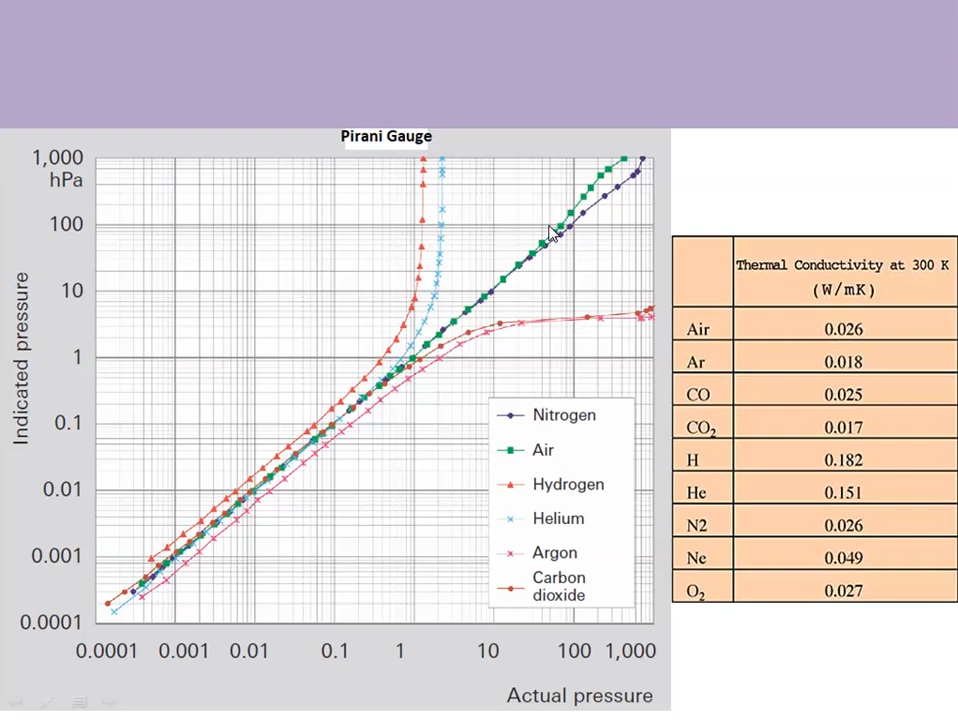 Pirani Gauge
1,000
hPa
100
10
1
0.1
0.01
0.001
0.0001
Indicated pressure
0.0001 0.001 0.01 0.1 1 10 100 1,000
Actual pressure
Nitrogen
Air
Hydrogen
Helium
Argon
Carbon
dioxide
Thermal Conductivity at 300 K
(W/mK)
Air 0.026
Ar 0.018
CO 0.025
CO₂ 0.017
H 0.182
He 0.151
N2 0.026
Ne 0.049
O₂ 0.027